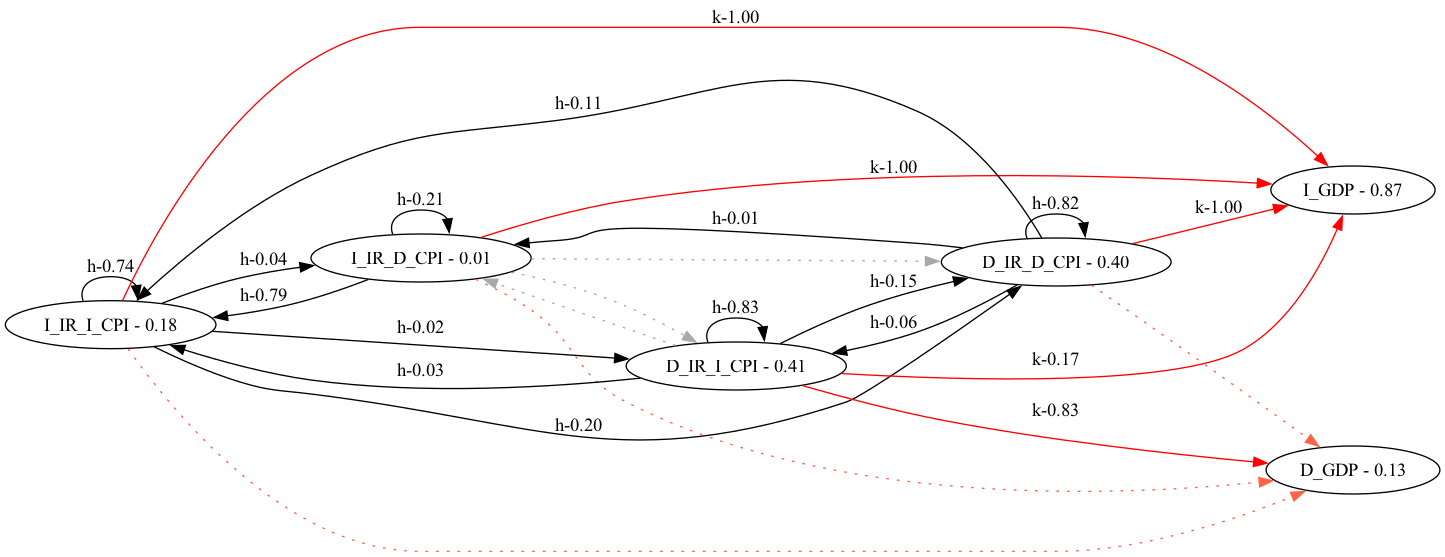 k-1.00
h-0.11
k-1.00
I_GDP - 0.87
h-0.21
h-0.82
k-1.00
h-0.01
I_IR_D_CPI - 0.01
D_IR_D_CPI - 0.40
h-0.04
h-0.74
h-0.15
h-0.79
h-0.83
I_IR_I_CPI - 0.18
h-0.06
h-0.02
k-0.17
D_IR_I_CPI - 0.41
h-0.03
k-0.83
h-0.20
D_GDP - 0.13